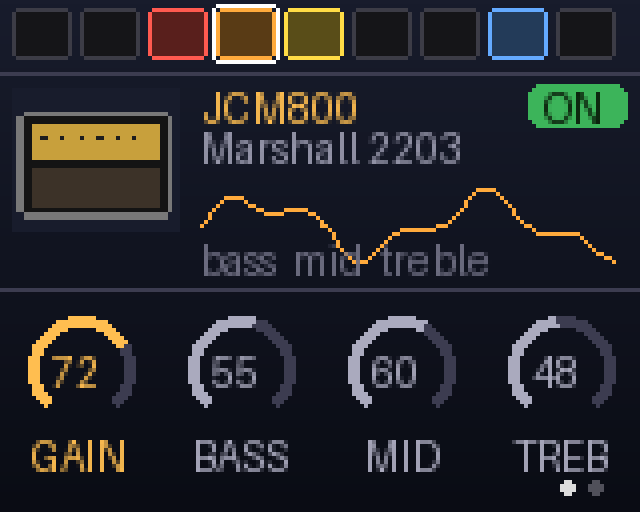 JCM800 ON
Marshall 2203
bass mid treble
72 55 60 48
GAIN BASS MID TREB